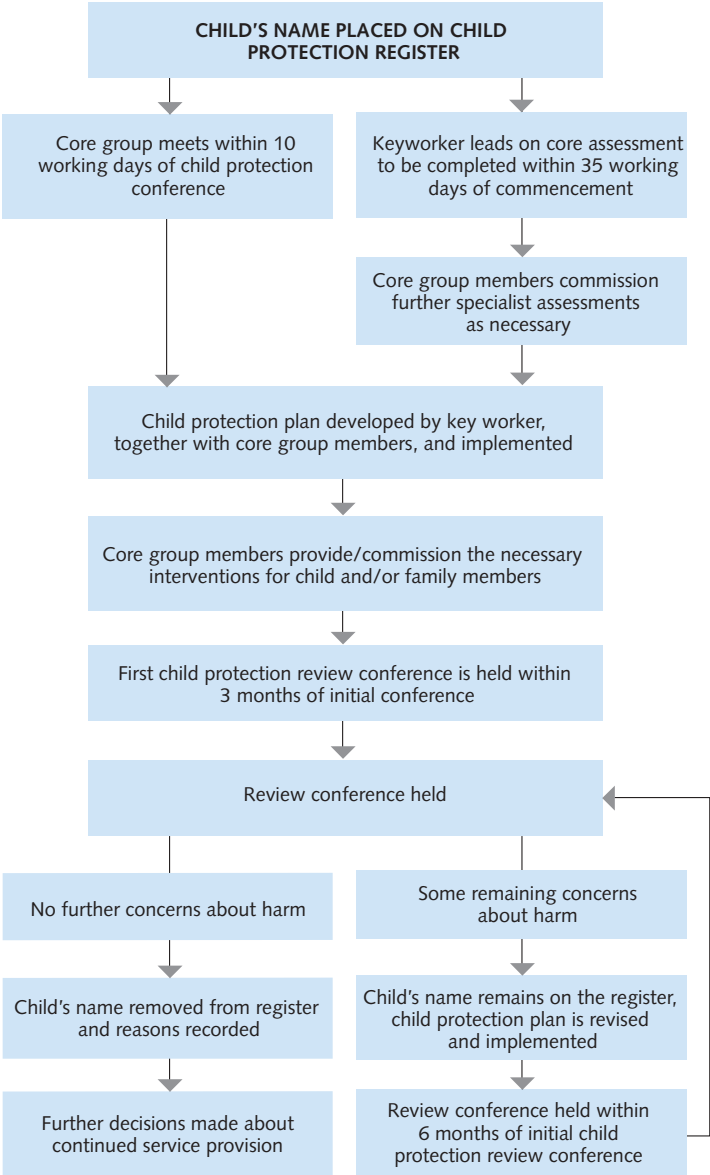 CHILD'S NAME PLACED ON CHILD
PROTECTION REGISTER
Core group meets within 10
working days of child protection
conference
Keyworker leads on core assessment
to be completed within 35 working
days of commencement
Core group members commission
further specialist assessments
as necessary
Child protection plan developed by key worker,
together with core group members, and implemented
Core group members provide/commission the necessary
interventions for child and/or family members
First child protection review conference is held within
3 months of initial conference
Review conference held
No further concerns about harm
Some remaining concerns
about harm
Child's name removed from register
and reasons recorded
Child's name remains on the register,
child protection plan is revised
and implemented
Further decisions made about
continued service provision
Review conference held within
6 months of initial child
protection review conference